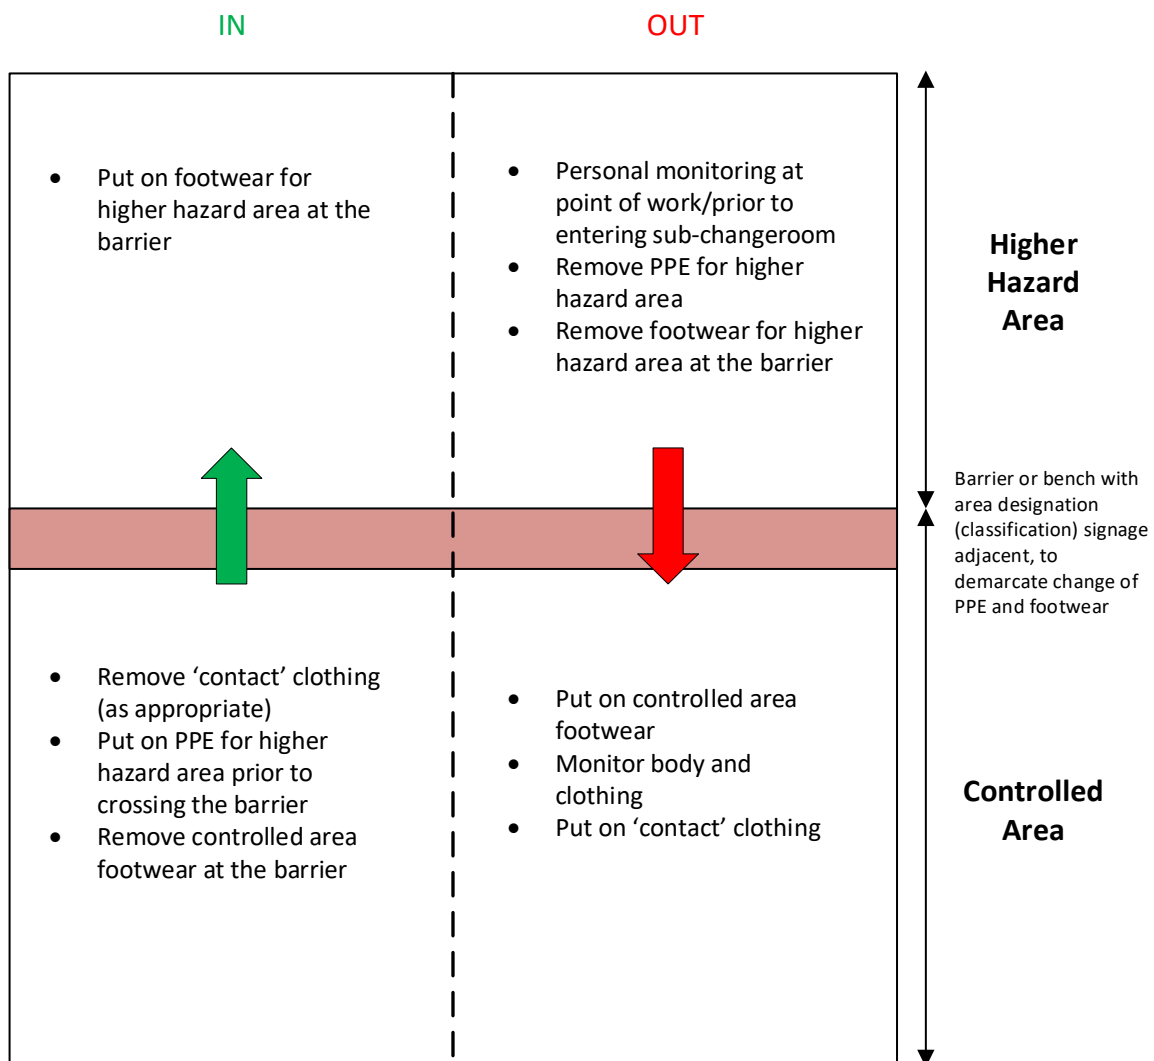 IN
OUT
• Put on footwear for
higher hazard area at the
barrier
• Personal monitoring at
point of work/prior to
entering sub-changeroom
• Remove PPE for higher
hazard area
• Remove footwear for higher
hazard area at the barrier
Higher
Hazard
Area
Barrier or bench with
area designation
(classification) signage
adjacent, to
demarcate change of
PPE and footwear
• Remove ‘contact’ clothing
(as appropriate)
• Put on PPE for higher
hazard area prior to
crossing the barrier
• Remove controlled area
footwear at the barrier
• Put on controlled area
footwear
• Monitor body and
clothing
• Put on ‘contact’ clothing
Controlled
Area